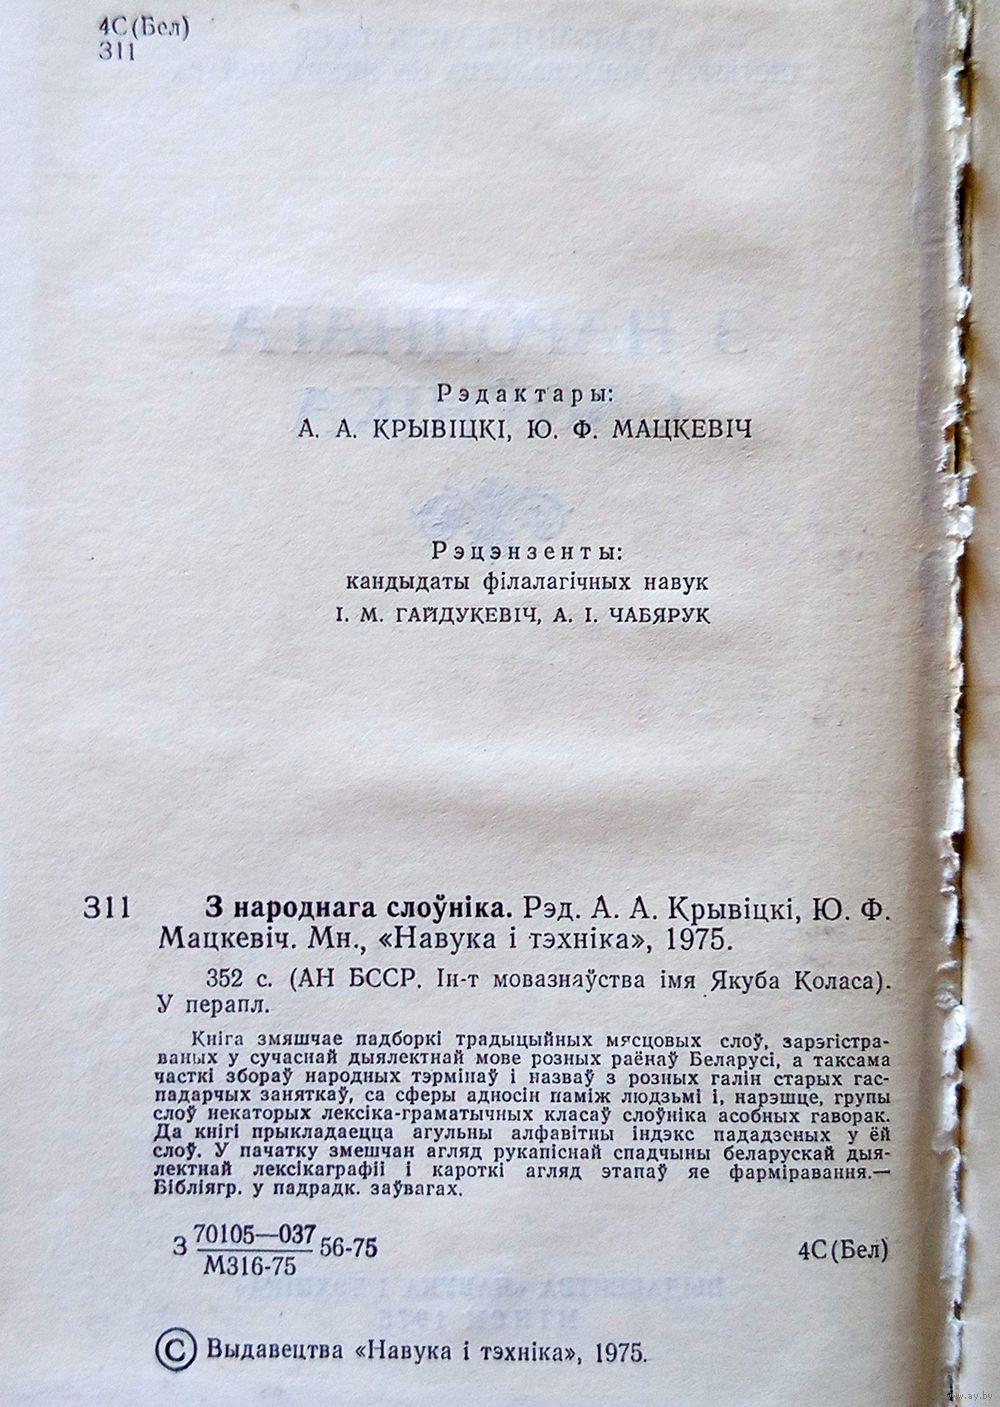 4С(Бел)
З11
Рэдактары:
А. А. КРЫВІЦКІ, Ю. Ф. МАЦКЕВІЧ
Рэцэнзенты:
кандыдаты філалагічных навук
І. М. ГАЙДУКЕВІЧ, А. І. ЧАБЯРУК
З11 З народнага слоўніка. Рэд. А. А. Крывіцкі, Ю. Ф.
Мацкевіч. Мн., «Навука і тэхніка», 1975.
352 с. (АН БССР. Ін-т мовазнаўства імя Якуба Коласа).
У перапл.
Кніга змяшчае падборкі традыцыйных мясцовых слоў, зарэгістра-
ваных у сучаснай дыялектнай мове розных раёнаў Беларусі, а таксама
часткі збораў народных тэрмінаў і назваў з розных галін старых гас-
падарчых заняткаў, са сферы адносін паміж людзьмі і, нарэшце, групы
слоў некаторых лексіка-граматычных класаў слоўніка асобных гаворак.
Да кнігі прыкладаецца агульны алфавітны індэкс пададзеных у ёй
слоў. У пачатку змешчан агляд рукапіснай спадчыны беларускай дыя-
лектнай лексікаграфіі і кароткі агляд этапаў яе фарміравання.—
Бібліягр. у падрадк. заўвагах.
З 70105—037 56-75
М316-75
4С(Бел)
© Выдавецтва «Навука і тэхніка», 1975.
www.ay.by